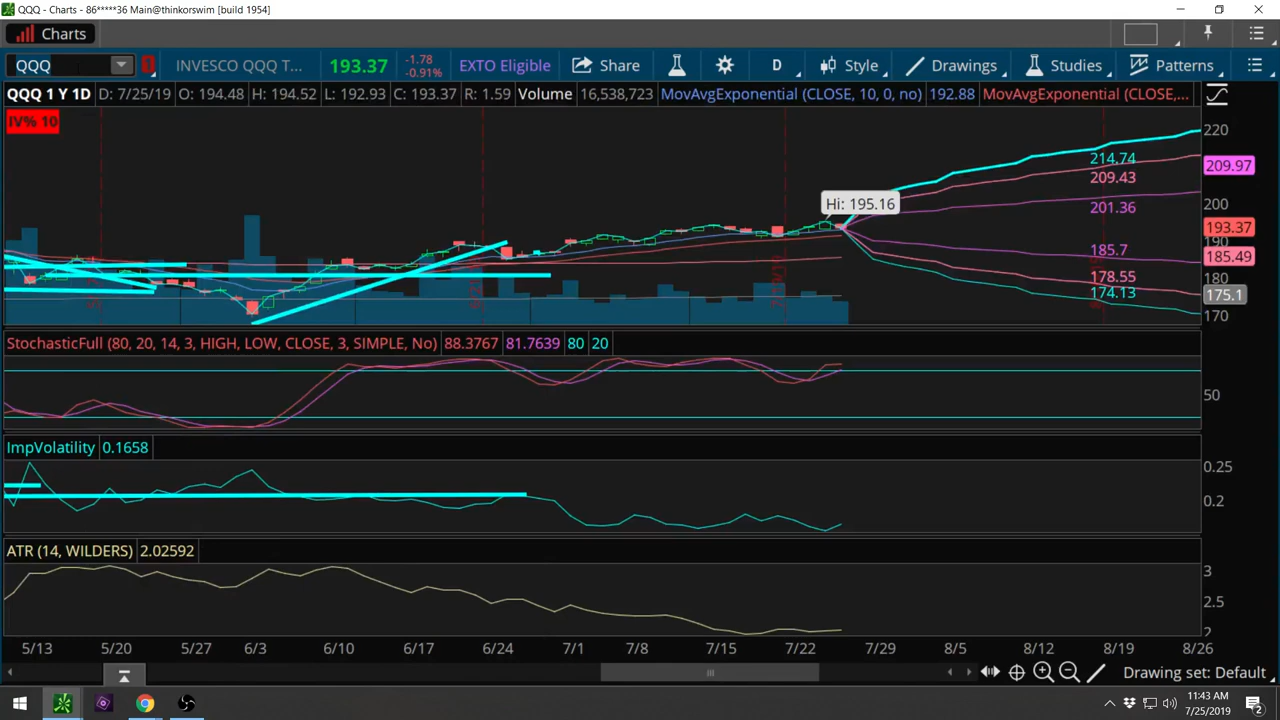 QQQ - Charts - 86*****36 Main@thinkorswim [build 1954]
Charts
QQQ INVESCO QQQ T... 193.37 -1.78 -0.91% EXTO Eligible Share D Style Drawings Studies Patterns
QQQ 1 Y 1D D: 7/25/19 O: 194.48 H: 194.52 L: 192.93 C: 193.37 R: 1.59 Volume 16,538,723 MovAvgExponential (CLOSE, 10, 0, no) 192.88 MovAvgExponential (CLOSE,...
IV% 10
220
214.74
209.97
209.43
Hi: 195.16
201.36
200
193.37
190
185.7
185.49
178.55
180
174.13
175.1
170
StochasticFull (80, 20, 14, 3, HIGH, LOW, CLOSE, 3, SIMPLE, No) 88.3767 81.7639 80 20
50
ImpVolatility 0.1658
0.25
0.2
ATR (14, WILDERS) 2.02592
3
2.5
2
5/13 5/20 5/27 6/3 6/10 6/17 6/24 7/1 7/8 7/15 7/22 7/29 8/5 8/12 8/19 8/26
Drawing set: Default
11:43 AM
7/25/2019
2